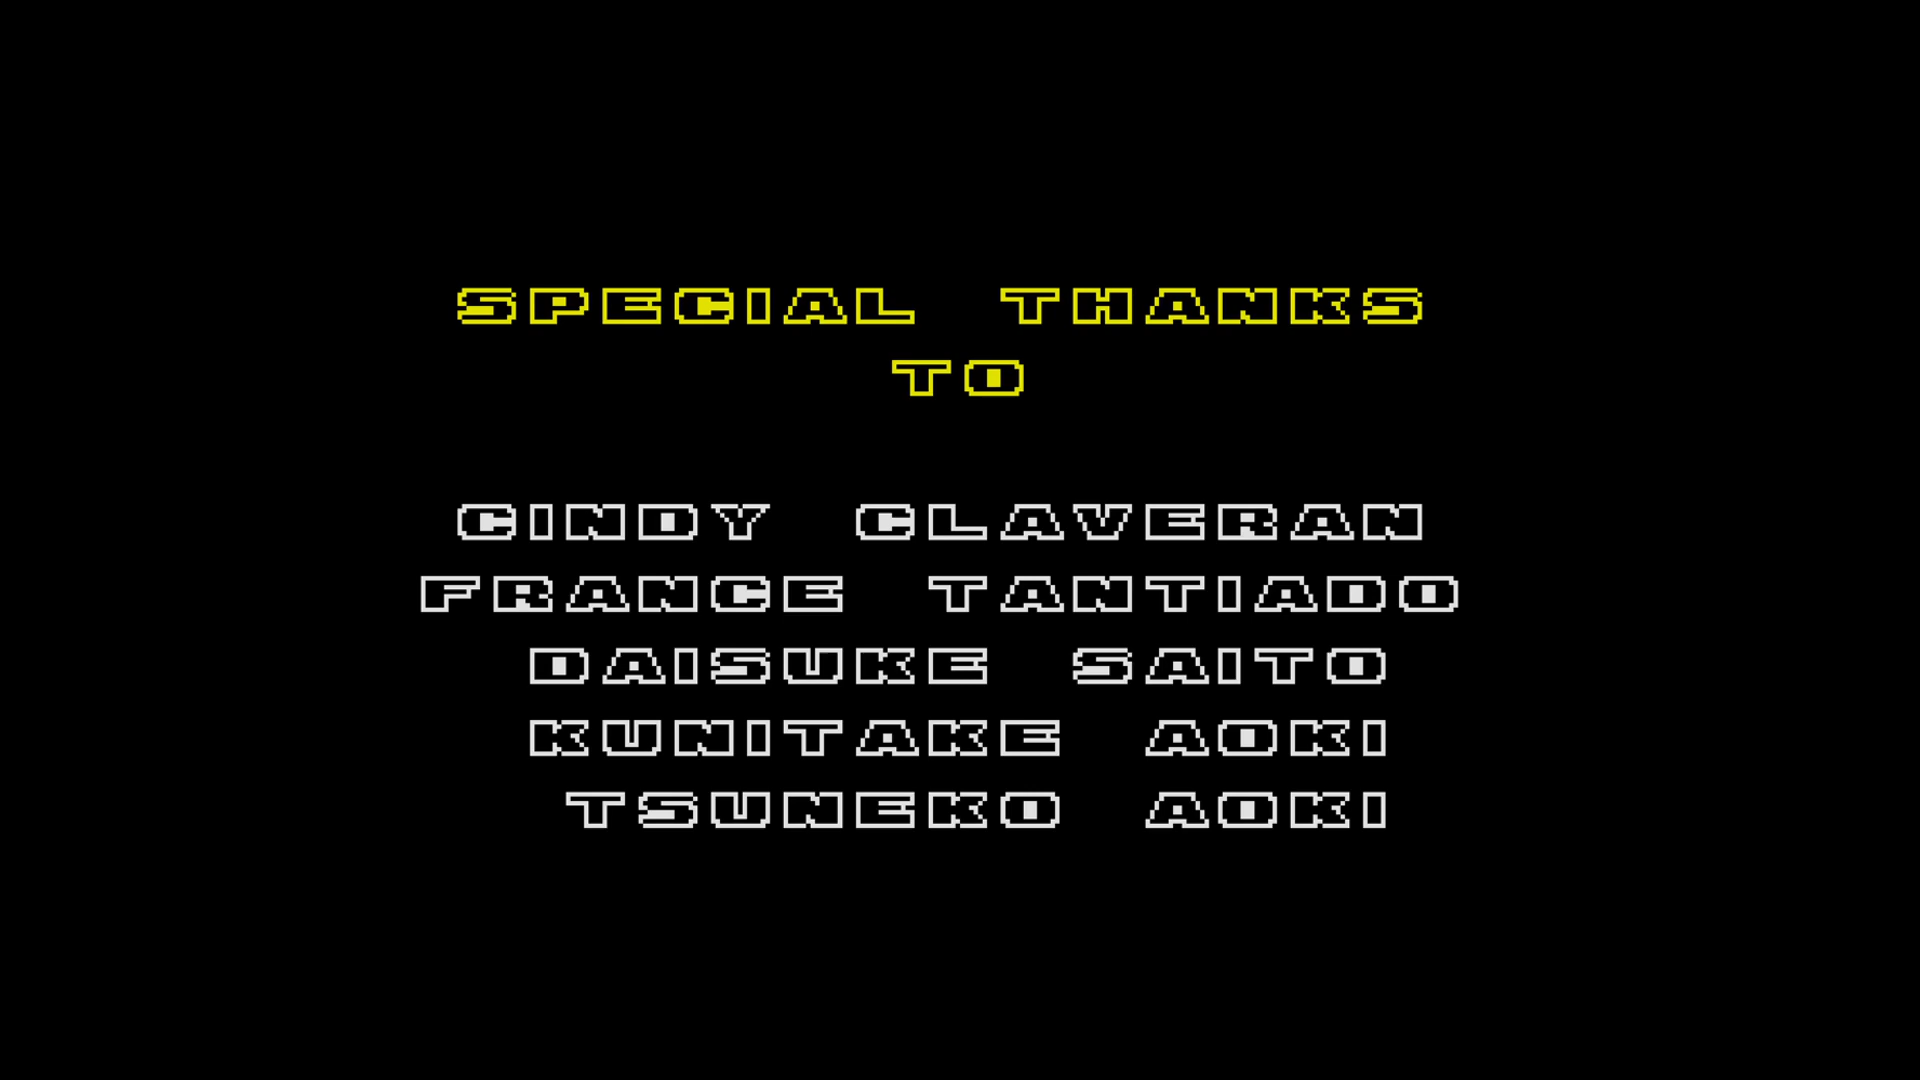 SPECIAL THANKS
TO
CINDY CLAVERAN
FRANCE TANTIADO
DAISUKE SAITO
KUNITAKE AOKI
TSUNEKO AOKI